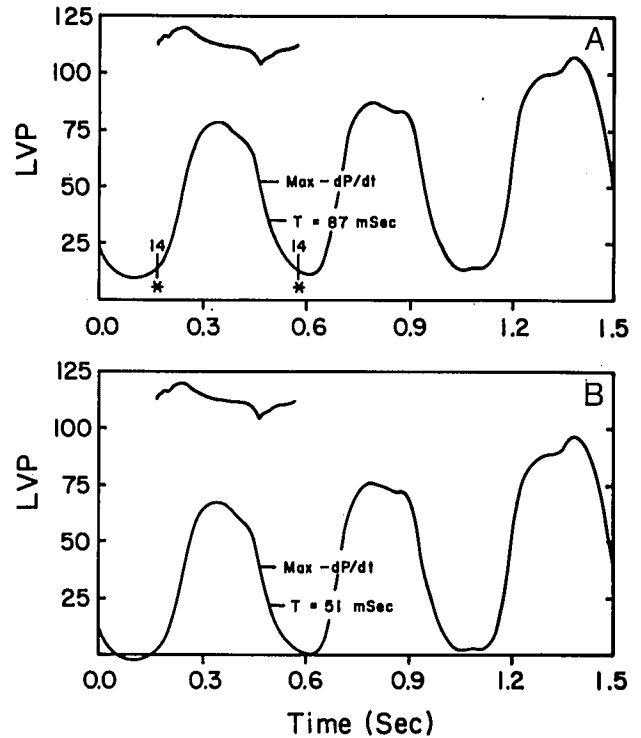 125
A
100
LVP
75
Max - dP/dt
50
T = 87 mSec
25
14
14
*
*
0.0
0.3
0.6
0.9
1.2
1.5
125
B
100
LVP
75
50
Max -dP/dt
25
T = 51 mSec
0.0
0.3
0.6
0.9
1.2
1.5
Time (Sec)